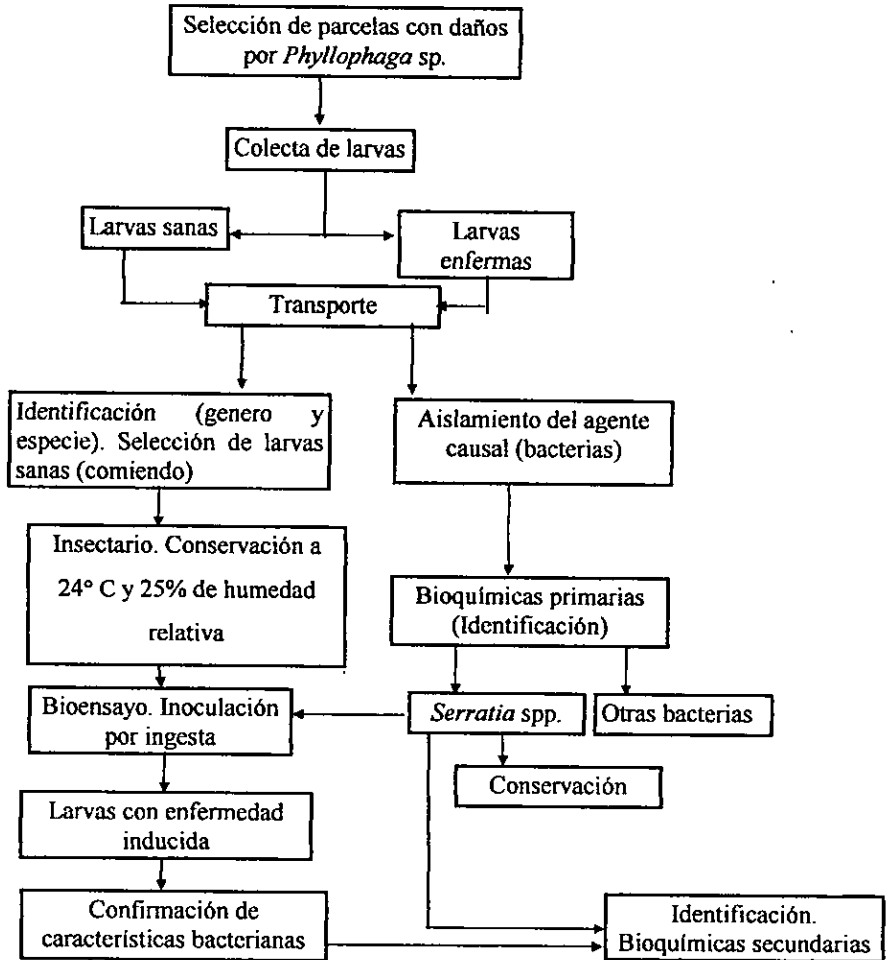 Selección de parcelas con daños
por Phyllophaga sp.
Colecta de larvas
Larvas sanas
Larvas
enfermas
Transporte
Identificación (genero y
especie). Selección de larvas
sanas (comiendo)
Aislamiento del agente
causal (bacterias)
Insectario. Conservación a
24° C y 25% de humedad
relativa
Bioquímicas primarias
(Identificación)
Bioensayo. Inoculación
por ingesta
Serratia spp.
Otras bacterias
Conservación
Larvas con enfermedad
inducida
Confirmación de
características bacterianas
Identificación.
Bioquímicas secundarias